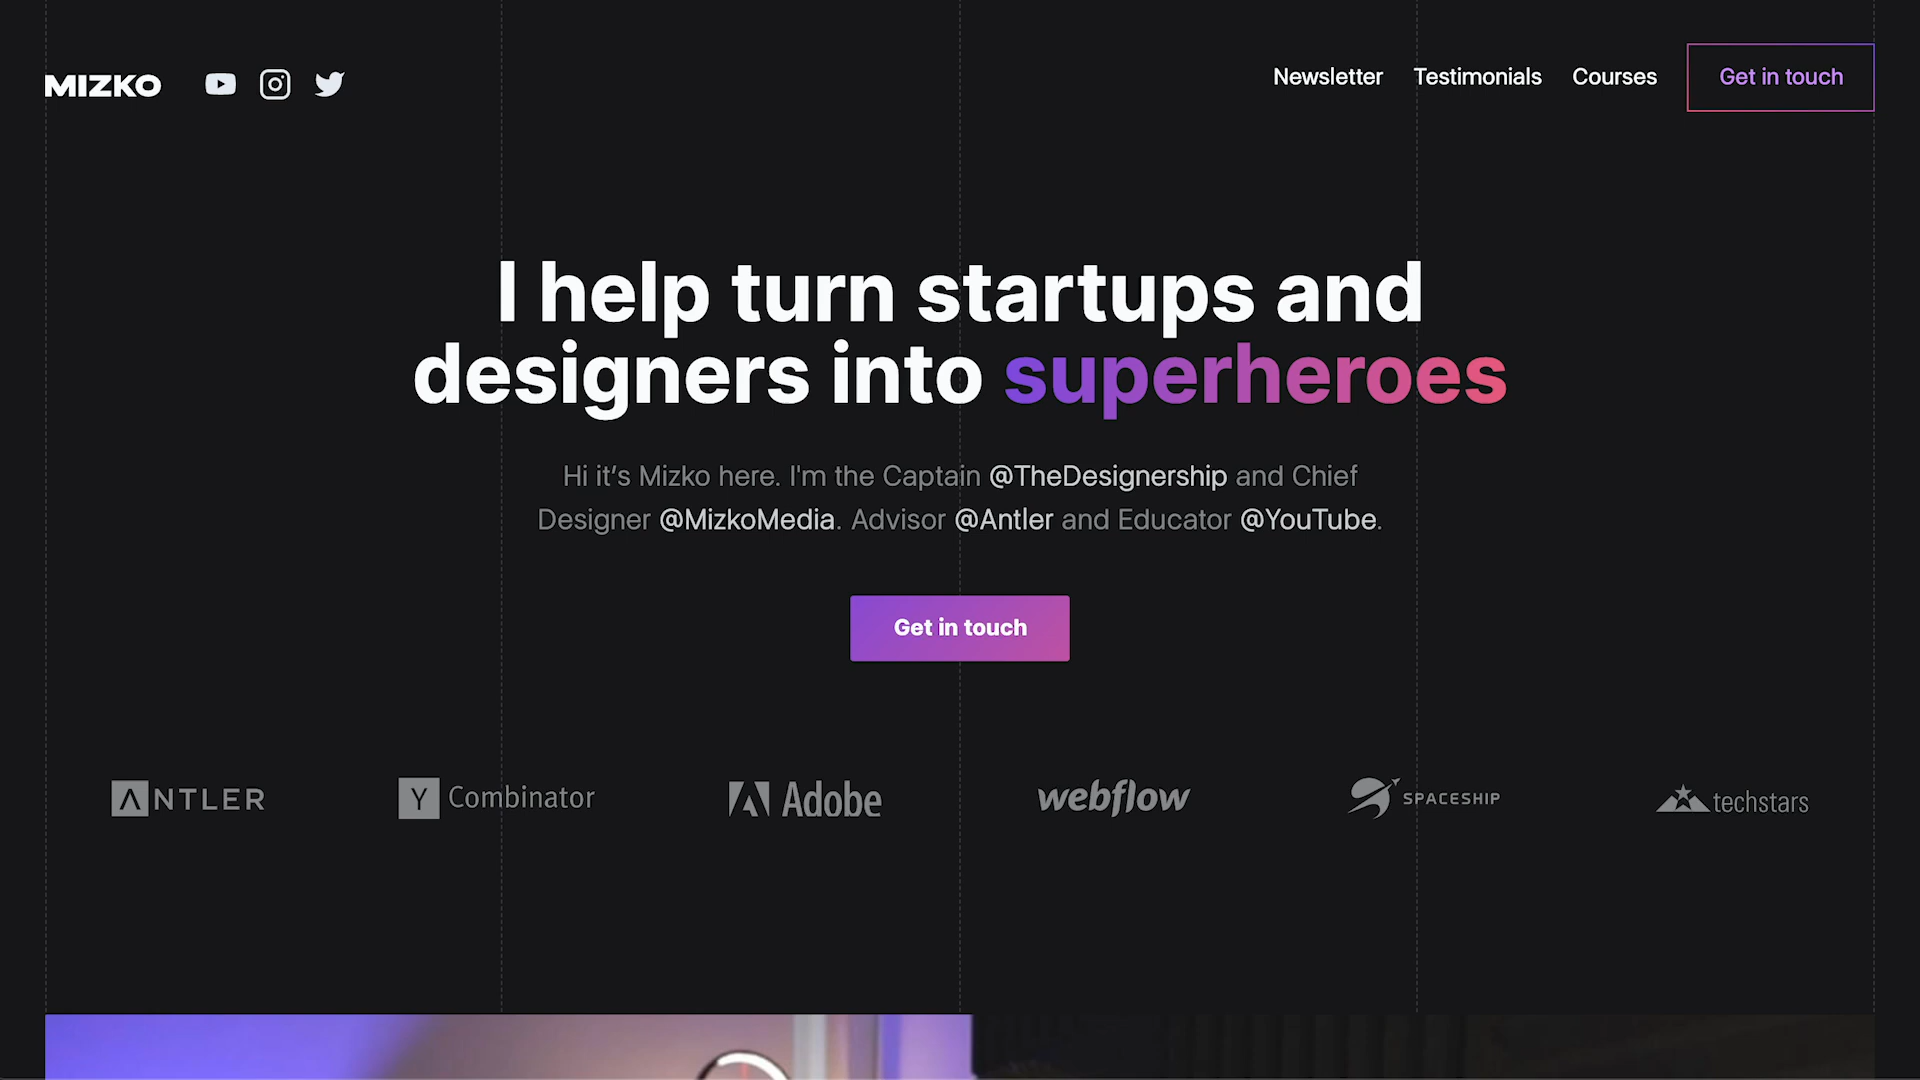 MIZKO
Newsletter Testimonials Courses Get in touch
I help turn startups and
designers into superheroes
Hi it’s Mizko here. I'm the Captain @TheDesignership and Chief
Designer @MizkoMedia. Advisor @Antler and Educator @YouTube.
Get in touch
ANTLER Y Combinator Adobe webflow SPACESHIP techstars